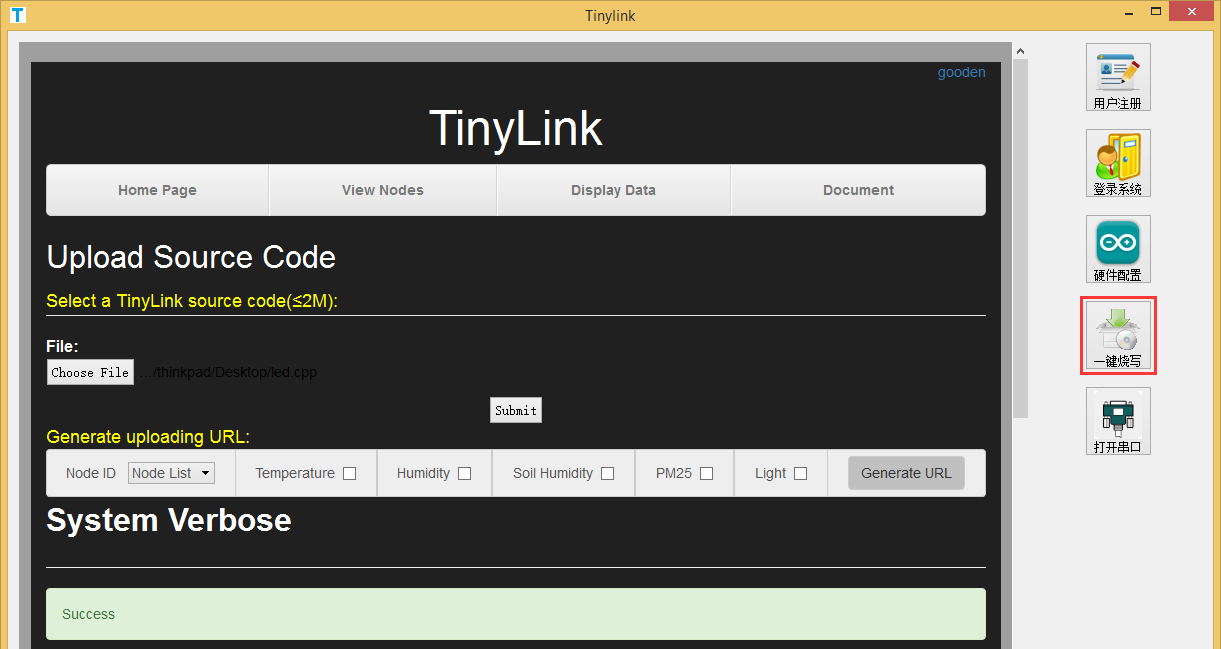 Tinylink
gooden
TinyLink
Home Page
View Nodes
Display Data
Document
Upload Source Code
Select a TinyLink source code(≤2M):
File:
Choose File .../thinkpad/Desktop/led.cpp
Submit
Generate uploading URL:
Node ID Node List Temperature Humidity Soil Humidity PM25 Light Generate URL
System Verbose
Success
用户注册
登录系统
硬件配置
一键烧写
打开串口